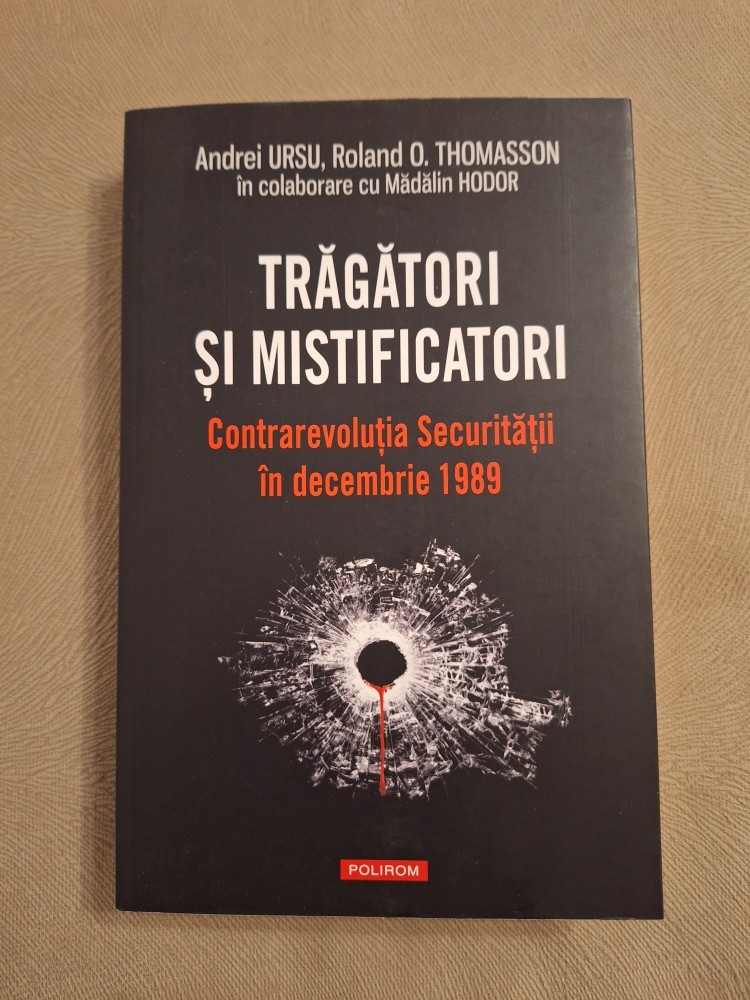 Andrei URSU, Roland O. THOMASSON
în colaborare cu Mădălin HODOR
TRĂGĂTORI
ȘI MISTIFICATORI
Contrarevoluția Securității
în decembrie 1989
POLIROM